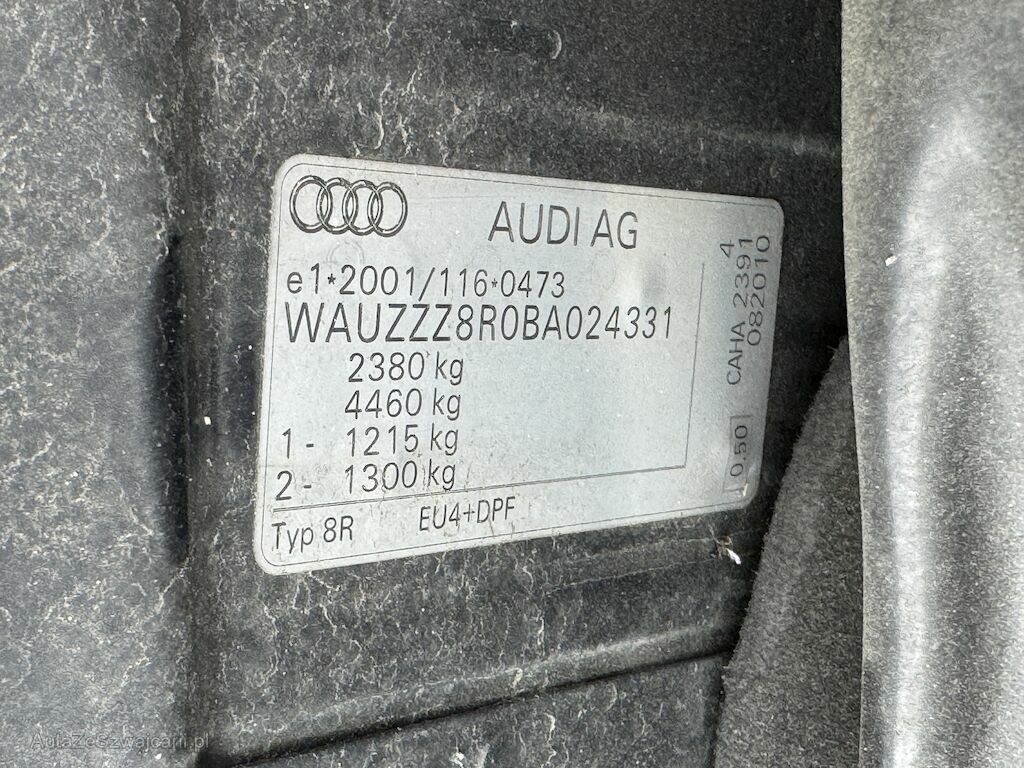 AUDI AG
e1*2001/116*0473
WAUZZZ8R0BA024331
2380 kg
4460 kg
1 - 1215 kg
2 - 1300 kg
Typ 8R EU4+DPF
0.50
CAHA 2391 4
082010
AutaZeSzwajcarii.pl